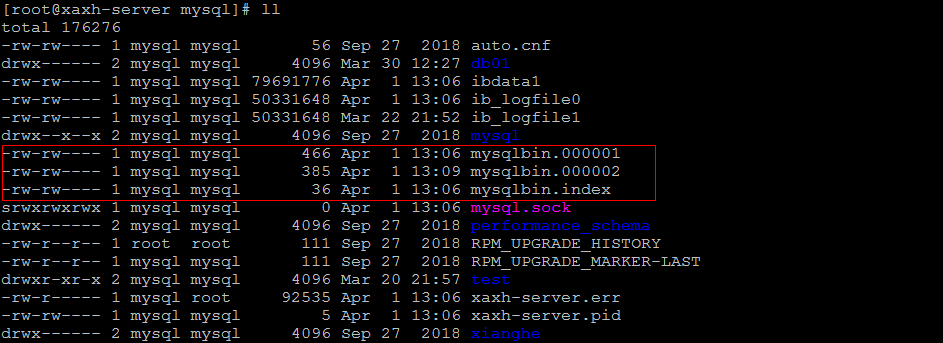 [root@xaxh-server mysql]# ll
total 176276
-rw-rw---- 1 mysql mysql       56 Sep 27  2018 auto.cnf
drwx------ 2 mysql mysql     4096 Mar 30 12:27 db01
-rw-rw---- 1 mysql mysql 79691776 Apr  1 13:06 ibdata1
-rw-rw---- 1 mysql mysql 50331648 Apr  1 13:06 ib_logfile0
-rw-rw---- 1 mysql mysql 50331648 Mar 22 21:52 ib_logfile1
drwx--x--x 2 mysql mysql     4096 Sep 27  2018 mysql
-rw-rw---- 1 mysql mysql      466 Apr  1 13:06 mysqlbin.000001
-rw-rw---- 1 mysql mysql      385 Apr  1 13:09 mysqlbin.000002
-rw-rw---- 1 mysql mysql       36 Apr  1 13:06 mysqlbin.index
srwxrwxrwx 1 mysql mysql        0 Apr  1 13:06 mysql.sock
drwx------ 2 mysql mysql     4096 Sep 27  2018 performance_schema
-rw-r--r-- 1 root  root       111 Sep 27  2018 RPM_UPGRADE_HISTORY
-rw-r--r-- 1 mysql mysql      111 Sep 27  2018 RPM_UPGRADE_MARKER-LAST
drwxr-xr-x 2 mysql mysql     4096 Mar 20 21:57 test
-rw-r----- 1 mysql root     92535 Apr  1 13:06 xaxh-server.err
-rw-rw---- 1 mysql mysql        5 Apr  1 13:06 xaxh-server.pid
drwx------ 2 mysql mysql     4096 Sep 27  2018 xianghe